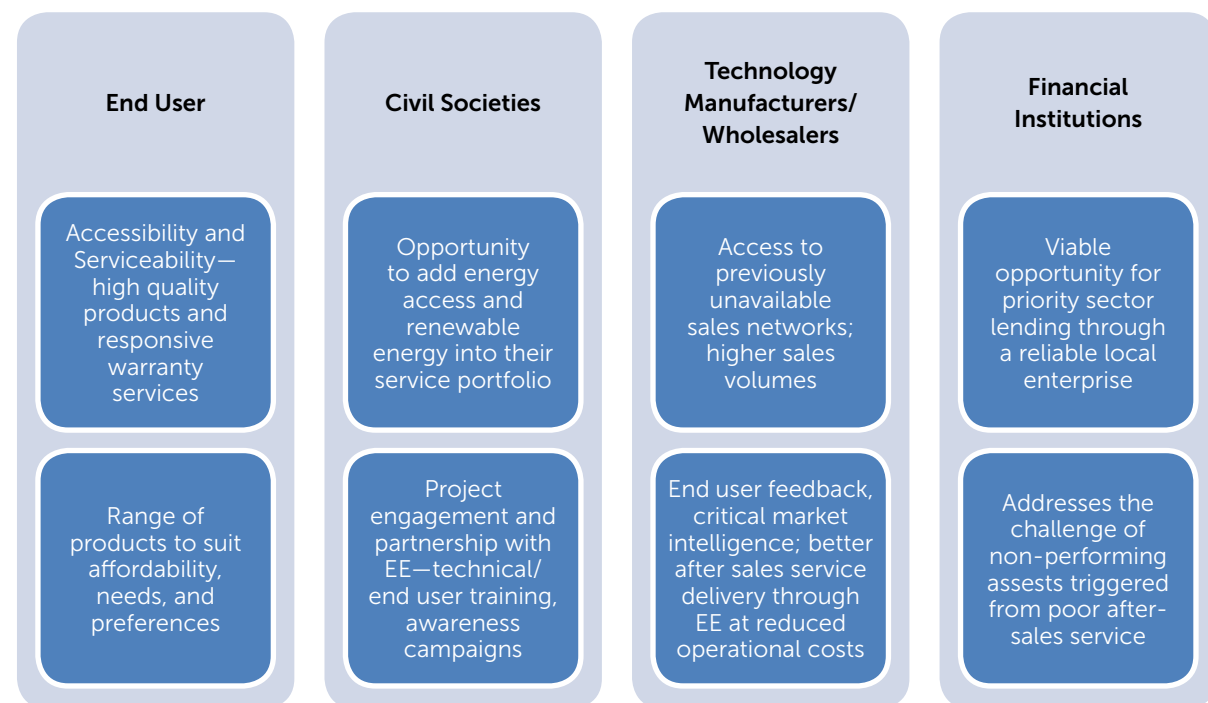 End User
Accessibility and
Serviceability—
high quality
products and
responsive
warranty
services
Range of
products to suit
affordability,
needs, and
preferences
Civil Societies
Opportunity
to add energy
access and
renewable
energy into their
service portfolio
Project
engagement and
partnership with
EE—technical/
end user training,
awareness
campaigns
Technology
Manufacturers/
Wholesalers
Access to
previously
unavailable
sales networks;
higher sales
volumes
End user feedback,
critical market
intelligence; better
after sales service
delivery through
EE at reduced
operational costs
Financial
Institutions
Viable
opportunity for
priority sector
lending through
a reliable local
enterprise
Addresses the
challenge of
non-performing
assests triggered
from poor after-
sales service